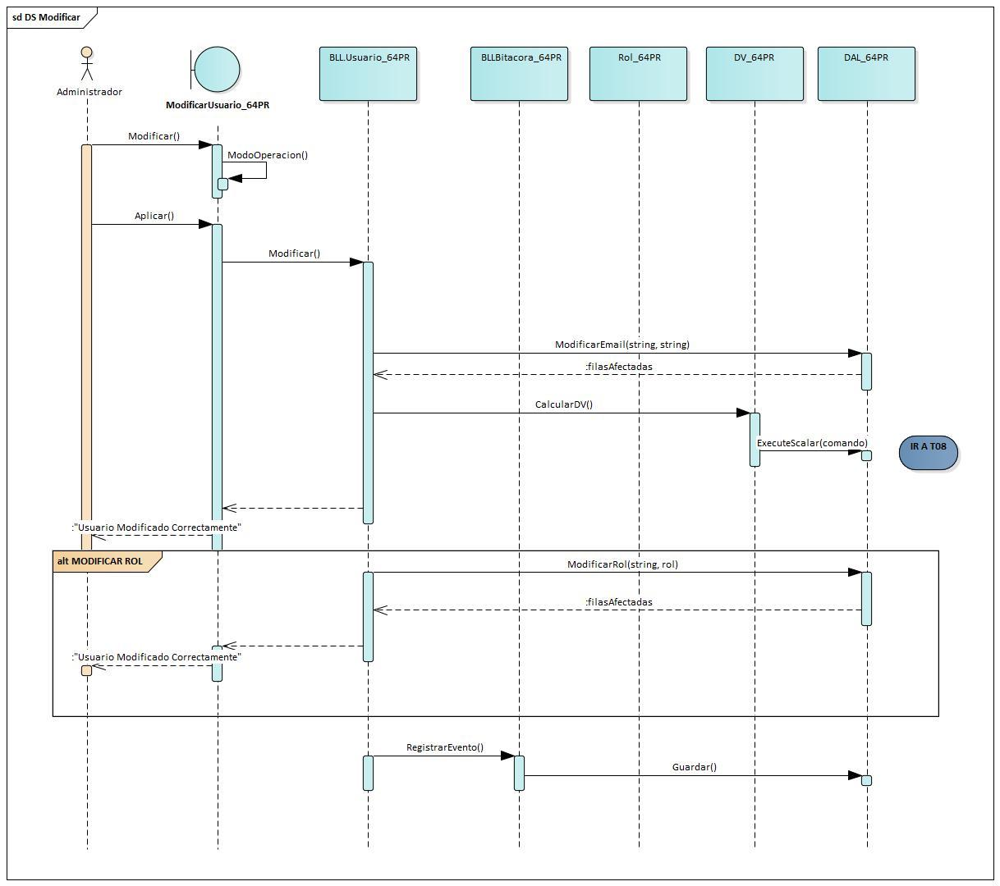 sd DS Modificar
Administrador
ModificarUsuario_64PR
BLL.Usuario_64PR
BLLBitacora_64PR
Rol_64PR
DV_64PR
DAL_64PR
Modificar()
ModoOperacion()
Aplicar()
Modificar()
ModificarEmail(string, string)
:filasAfectadas
CalcularDV()
ExecuteScalar(comando)
IR A T08
:"Usuario Modificado Correctamente"
alt MODIFICAR ROL
ModificarRol(string, rol)
:filasAfectadas
:"Usuario Modificado Correctamente"
RegistrarEvento()
Guardar()